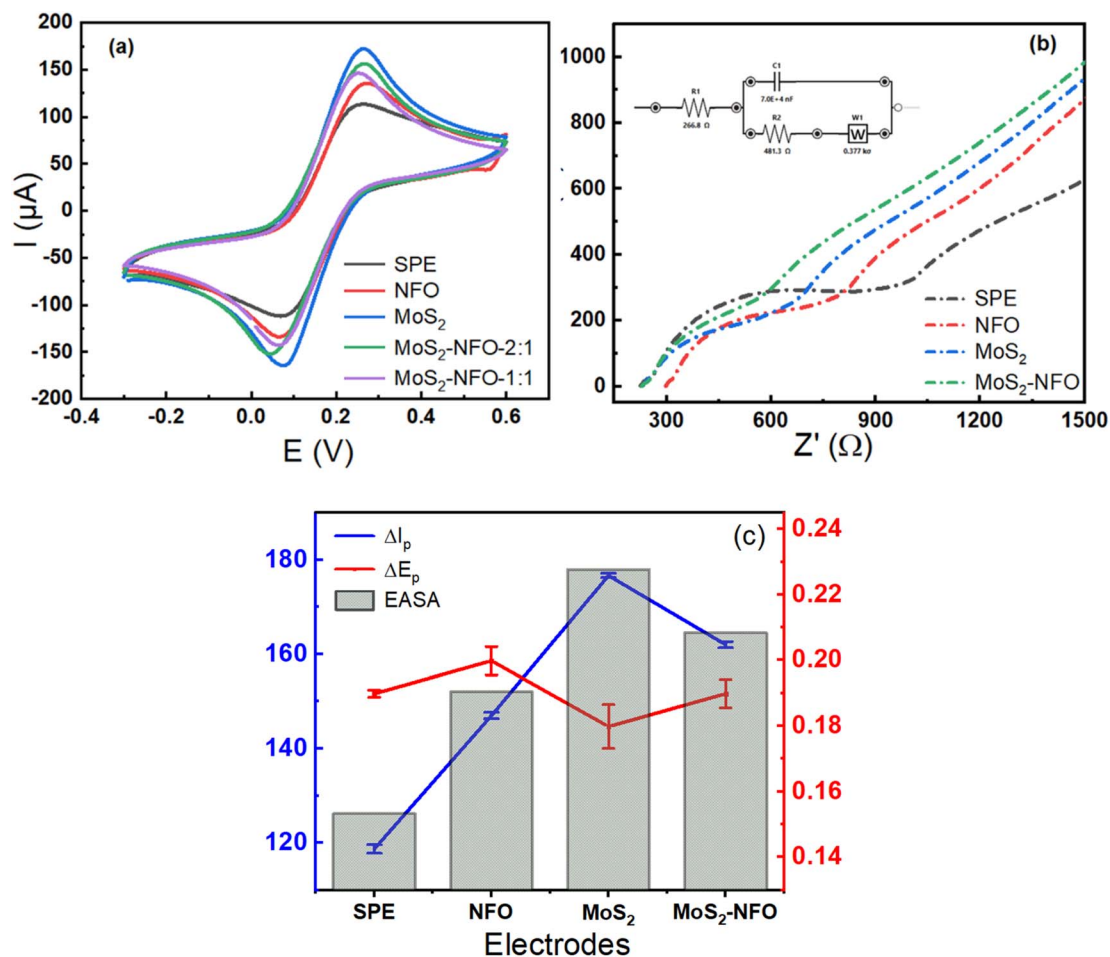 (a)
200
150
100
50
0
-50
-100
-150
-200
I (µA)
SPE
NFO
MoS₂
MoS₂-NFO-2:1
MoS₂-NFO-1:1
-0.4 -0.2 0.0 0.2 0.4 0.6
E (V)
(b)
1000
800
600
400
200
0
C1
7.0E+4 nF
R1
266.8 Ω
R2
481.3 Ω
W1
W
0.377 kσ
SPE
NFO
MoS₂
MoS₂-NFO
300 600 900 1200 1500
Z' (Ω)
(c)
180
160
140
120
ΔIₚ
ΔEₚ
EASA
0.24
0.22
0.20
0.18
0.16
0.14
SPE NFO MoS₂ MoS₂-NFO
Electrodes